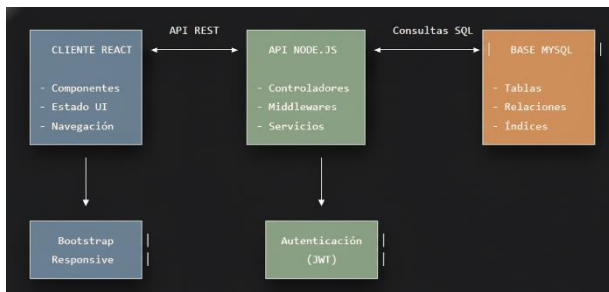 API REST
Consultas SQL
CLIENTE REACT
- Componentes
- Estado UI
- Navegación
API NODE.JS
- Controladores
- Middlewares
- Servicios
| BASE MYSQL |
- Tablas
- Relaciones
- Índices
Bootstrap |
Responsive |
Autenticación |
(JWT) |